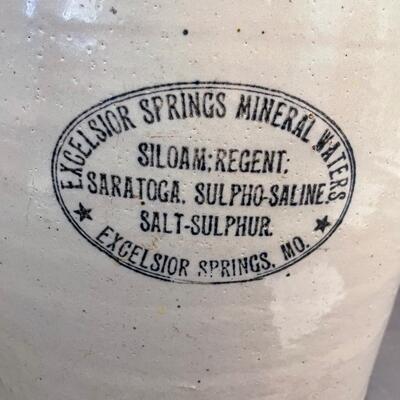 EXCELSIOR SPRINGS MINERAL WATERS
SILOAM; REGENT;
SARATOGA, SULPHO-SALINE
SALT-SULPHUR.
EXCELSIOR SPRINGS, MO.